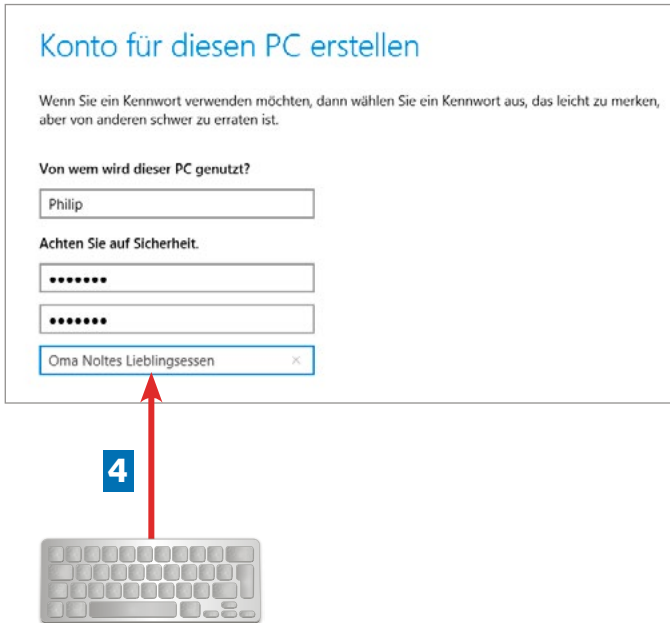 Konto für diesen PC erstellen
Wenn Sie ein Kennwort verwenden möchten, dann wählen Sie ein Kennwort aus, das leicht zu merken,
aber von anderen schwer zu erraten ist.
Von wem wird dieser PC genutzt?
Philip
Achten Sie auf Sicherheit.
•••••••
•••••••
Oma Noltes Lieblingsessen
4